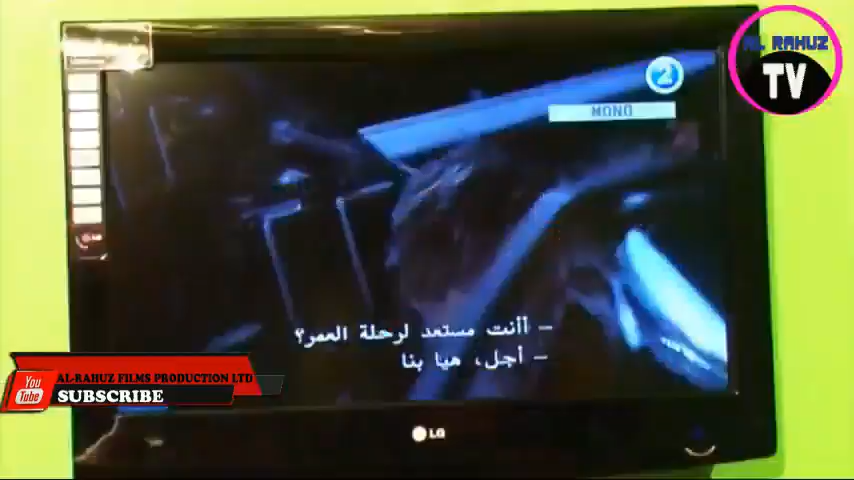 AL RAHUZ
TV
2
MONO
– أأنت مستعد لرحلة العمر؟
– أجل، هيا بنا
You
Tube
AL-RAHUZ FILMS PRODUCTION LTD
SUBSCRIBE
LG